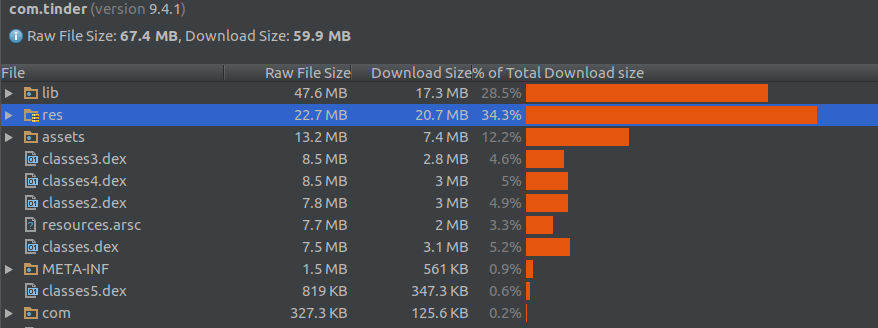 com.tinder (version 9.4.1)
Raw File Size: 67.4 MB, Download Size: 59.9 MB
File Raw File Size Download Size % of Total Download size
lib 47.6 MB 17.3 MB 28.5%
res 22.7 MB 20.7 MB 34.3%
assets 13.2 MB 7.4 MB 12.2%
classes3.dex 8.5 MB 2.8 MB 4.6%
classes4.dex 8.5 MB 3 MB 5%
classes2.dex 7.8 MB 3 MB 4.9%
resources.arsc 7.7 MB 2 MB 3.3%
classes.dex 7.5 MB 3.1 MB 5.2%
META-INF 1.5 MB 561 KB 0.9%
classes5.dex 819 KB 347.3 KB 0.6%
com 327.3 KB 125.6 KB 0.2%